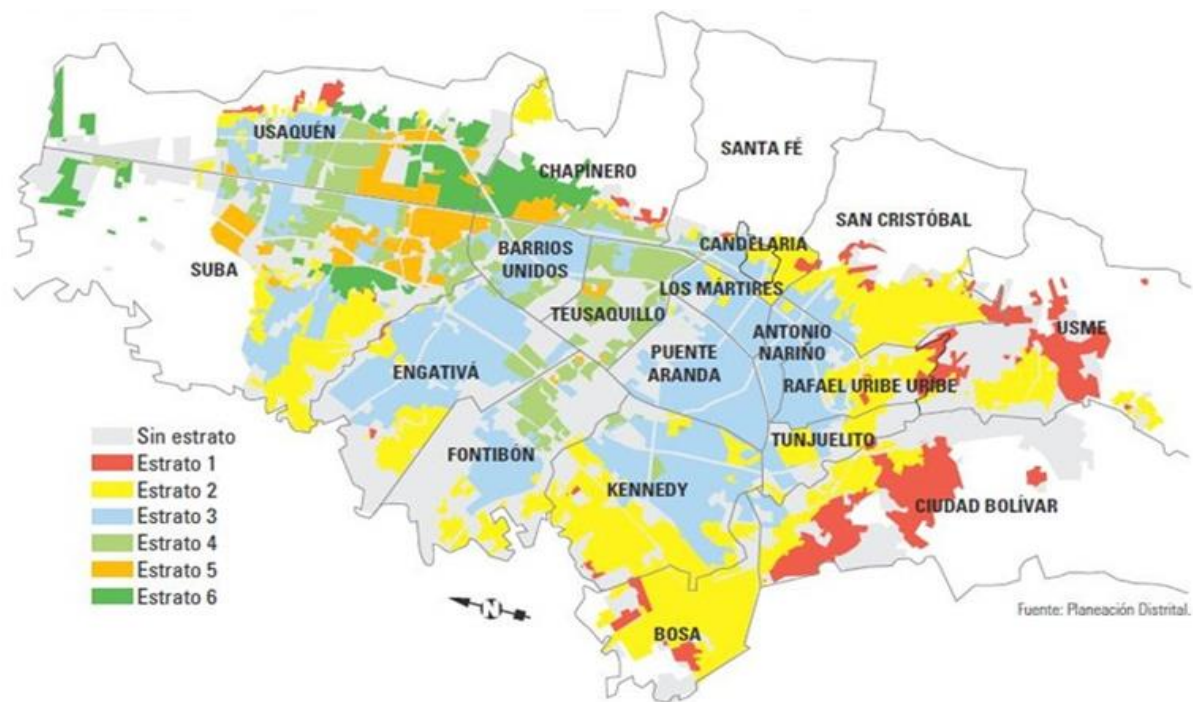 USAQUÉN
SANTA FÉ
CHAPINERO
SAN CRISTÓBAL
CANDELARIA
BARRIOS
UNIDOS
SUBA
LOS MÁRTIRES
TEUSAQUILLO
ANTONIO
NARIÑO
USME
PUENTE
ARANDA
ENGATIVÁ
RAFAEL URIBE URIBE
TUNJUELITO
FONTIBÓN
KENNEDY
CIUDAD BOLÍVAR
BOSA
Sin estrato
Estrato 1
Estrato 2
Estrato 3
Estrato 4
Estrato 5
Estrato 6
N
Fuente: Planeación Distrital.